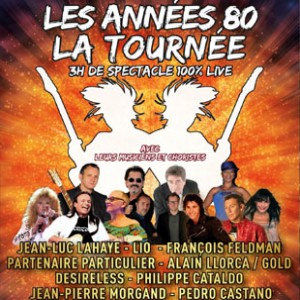 LES ANNÉES 80
LA TOURNÉE
3H DE SPECTACLE 100% LIVE
AVEC
LEURS MUSICIENS ET CHORISTES
JEAN-LUC LAHAYE - LIO - FRANÇOIS FELDMAN
PARTENAIRE PARTICULIER - ALAIN LLORCA / GOLD
DESIRELESS - PHILIPPE CATALDO
JEAN-PIERRE MORGAND - PEDRO CASTANO